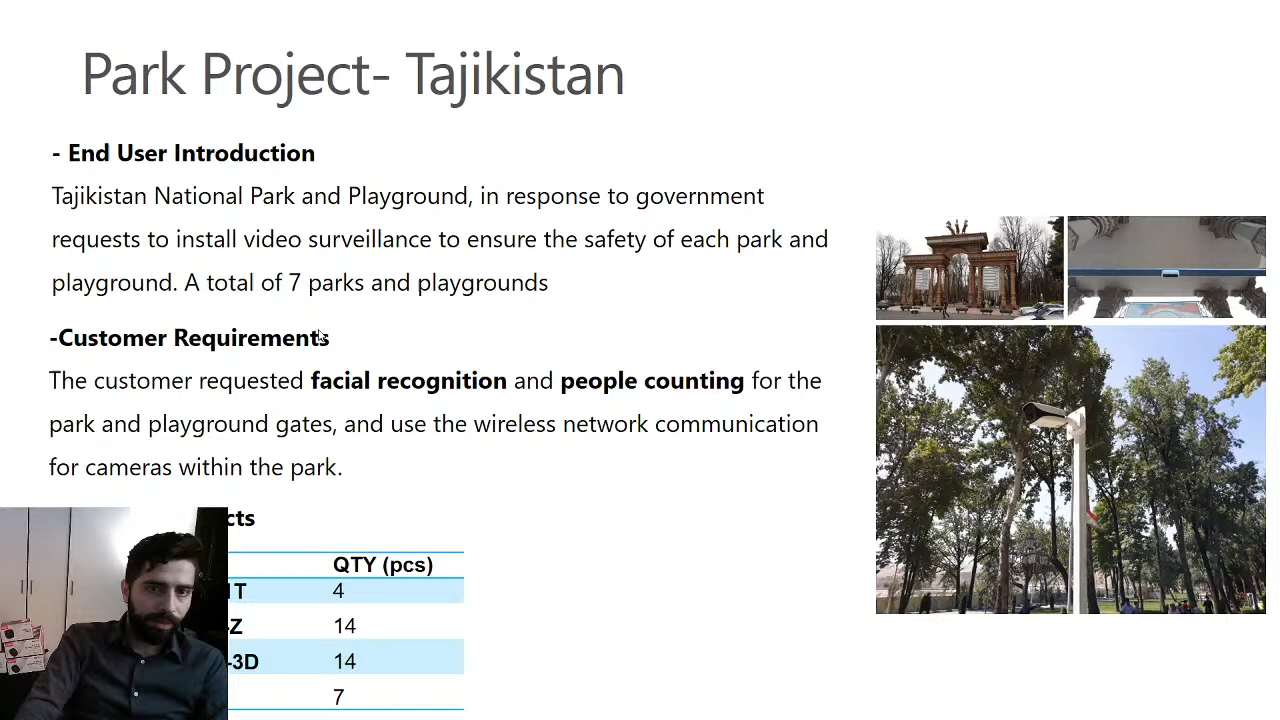 Park Project- Tajikistan
- End User Introduction
Tajikistan National Park and Playground, in response to government
requests to install video surveillance to ensure the safety of each park and
playground. A total of 7 parks and playgrounds
-Customer Requirements
The customer requested facial recognition and people counting for the
park and playground gates, and use the wireless network communication
for cameras within the park.
cts
QTY (pcs)
T 4
-Z 14
-3D 14
7